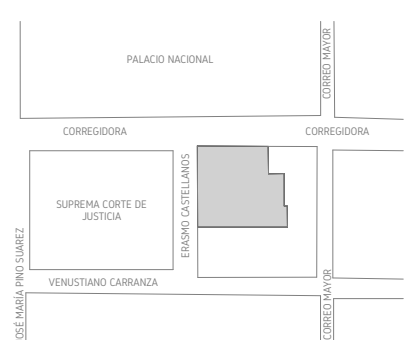 PALACIO NACIONAL
CORREO MAYOR
CORREGIDORA
CORREGIDORA
SUPREMA CORTE DE
JUSTICIA
ERASMO CASTELLANOS
JOSÉ MARÍA PINO SUAREZ
VENUSTIANO CARRANZA
CORREO MAYOR